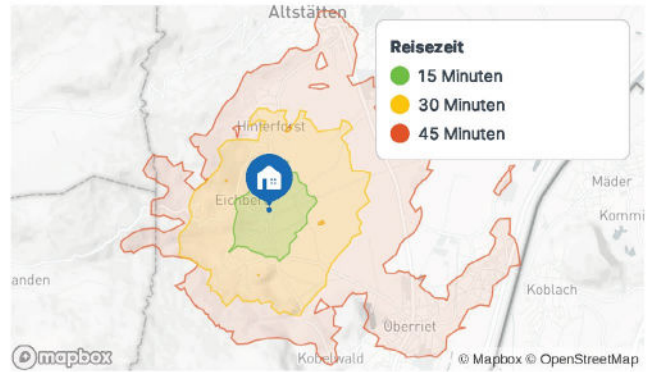 Altstätten
Reisezeit
15 Minuten
30 Minuten
45 Minuten
Hinterforst
Eichberg
Mäder
Kommi
anden
Koblach
Oberriet
Kobelwald
mapbox
© Mapbox © OpenStreetMap